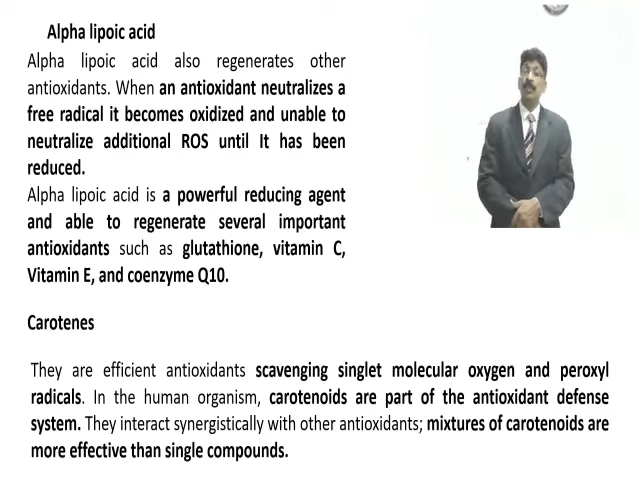 Alpha lipoic acid
Alpha lipoic acid also regenerates other
antioxidants. When an antioxidant neutralizes a
free radical it becomes oxidized and unable to
neutralize additional ROS until It has been
reduced.
Alpha lipoic acid is a powerful reducing agent
and able to regenerate several important
antioxidants such as glutathione, vitamin C,
Vitamin E, and coenzyme Q10.
Carotenes
They are efficient antioxidants scavenging singlet molecular oxygen and peroxyl
radicals. In the human organism, carotenoids are part of the antioxidant defense
system. They interact synergistically with other antioxidants; mixtures of carotenoids are
more effective than single compounds.